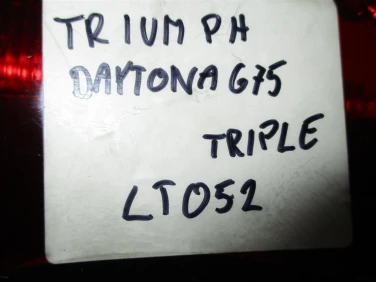 TRIUMPH
DAYTONA 675
TRIPLE
LT052